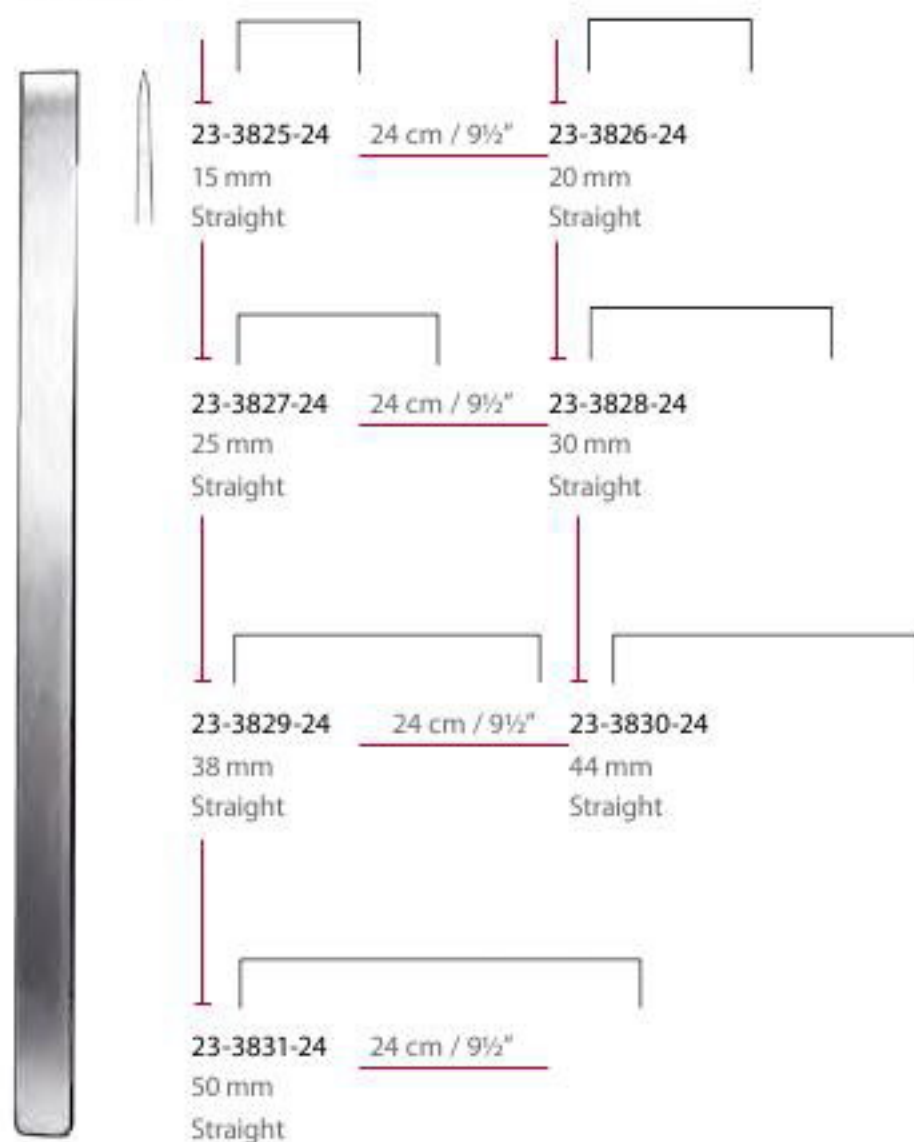 23-3825-24 24 cm / 9½” 23-3826-24
15 mm 20 mm
Straight Straight
23-3827-24 24 cm / 9½” 23-3828-24
25 mm 30 mm
Straight Straight
23-3829-24 24 cm / 9½” 23-3830-24
38 mm 44 mm
Straight Straight
23-3831-24 24 cm / 9½”
50 mm
Straight